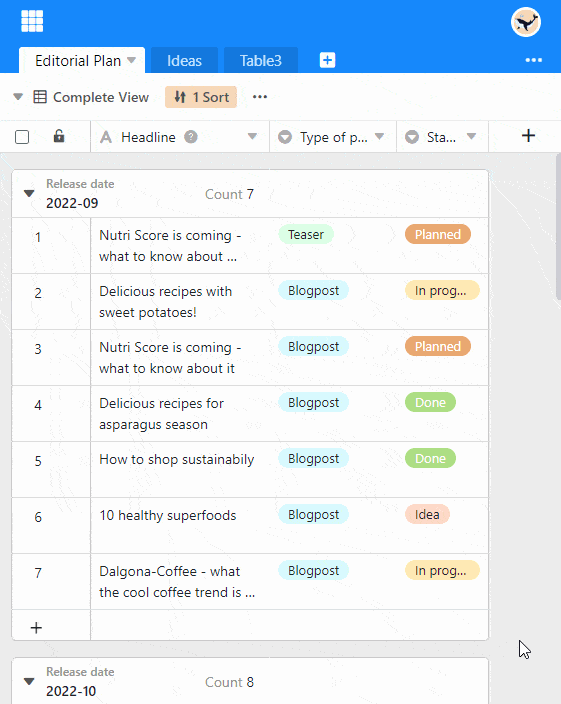 Editorial Plan Ideas Table3
Complete View 1 Sort
A Headline ? Type of p... Sta...
Release date
2022-09 Count 7
1 Nutri Score is coming - what to know about ... Teaser Planned
2 Delicious recipes with sweet potatoes! Blogpost In prog...
3 Nutri Score is coming - what to know about it Blogpost Planned
4 Delicious recipes for asparagus season Blogpost Done
5 How to shop sustainabily Blogpost Done
6 10 healthy superfoods Blogpost Idea
7 Dalgona-Coffee - what the cool coffee trend is ... Blogpost In prog...
Release date
2022-10 Count 8